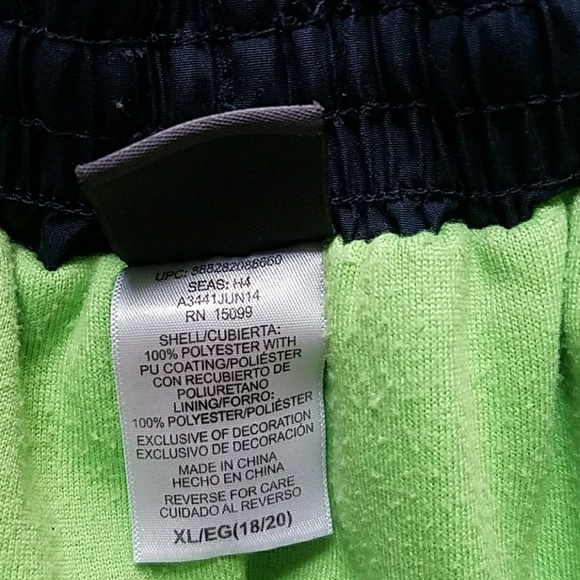 UPC: 888282088660
SEAS: H4
A3441JUN14
RN 15099
SHELL/CUBIERTA:
100% POLYESTER WITH
PU COATING/POLIÉSTER
CON RECUBIERTO DE
POLIURETANO
LINING/FORRO:
100% POLYESTER/POLIÉSTER
EXCLUSIVE OF DECORATION
EXCLUSIVO DE DECORACIÓN
MADE IN CHINA
HECHO EN CHINA
REVERSE FOR CARE
CUIDADO AL REVERSO
XL/EG(18/20)